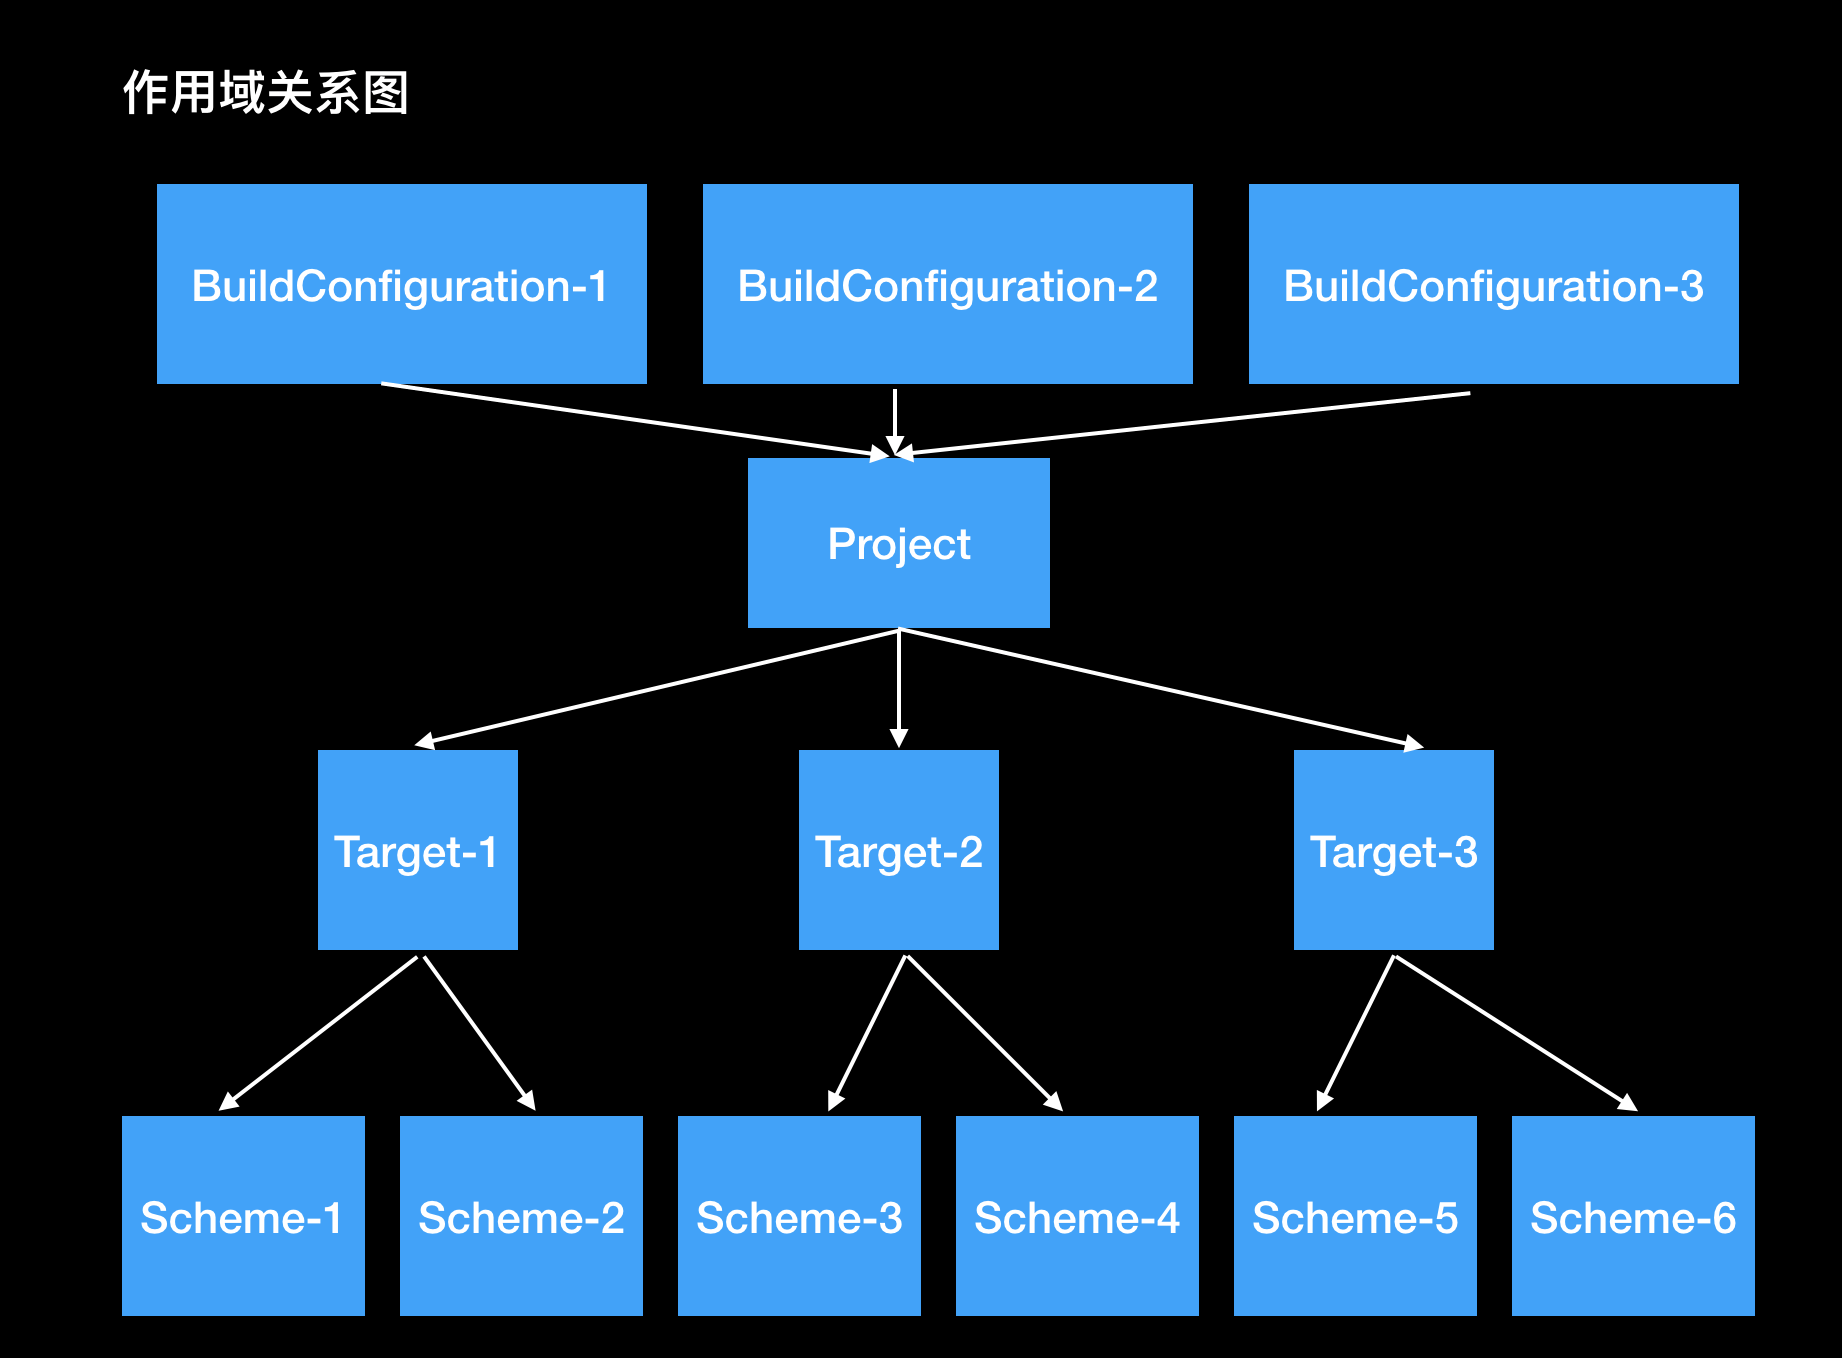 作用域关系图
BuildConfiguration-1
BuildConfiguration-2
BuildConfiguration-3
Project
Target-1
Target-2
Target-3
Scheme-1
Scheme-2
Scheme-3
Scheme-4
Scheme-5
Scheme-6